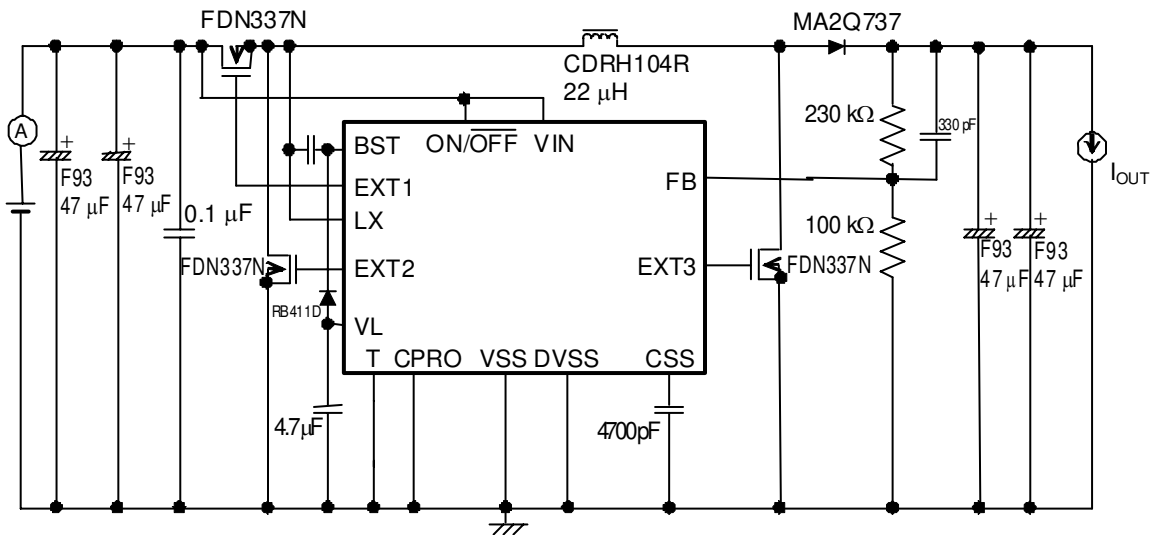 FDN337N
MA2Q737
CDRH104R
22 μH
A
+
F93
47 μF
+
F93
47 μF
0.1 μF
BST
ON/OFF
VIN
EXT1
LX
EXT2
VL
T
CPRO
VSS
DVSS
CSS
FB
EXT3
FDN337N
RB411D
4.7μF
4700pF
FDN337N
230 kΩ
330 pF
100 kΩ
+
F93
47 μF
+
F93
47 μF
IOUT